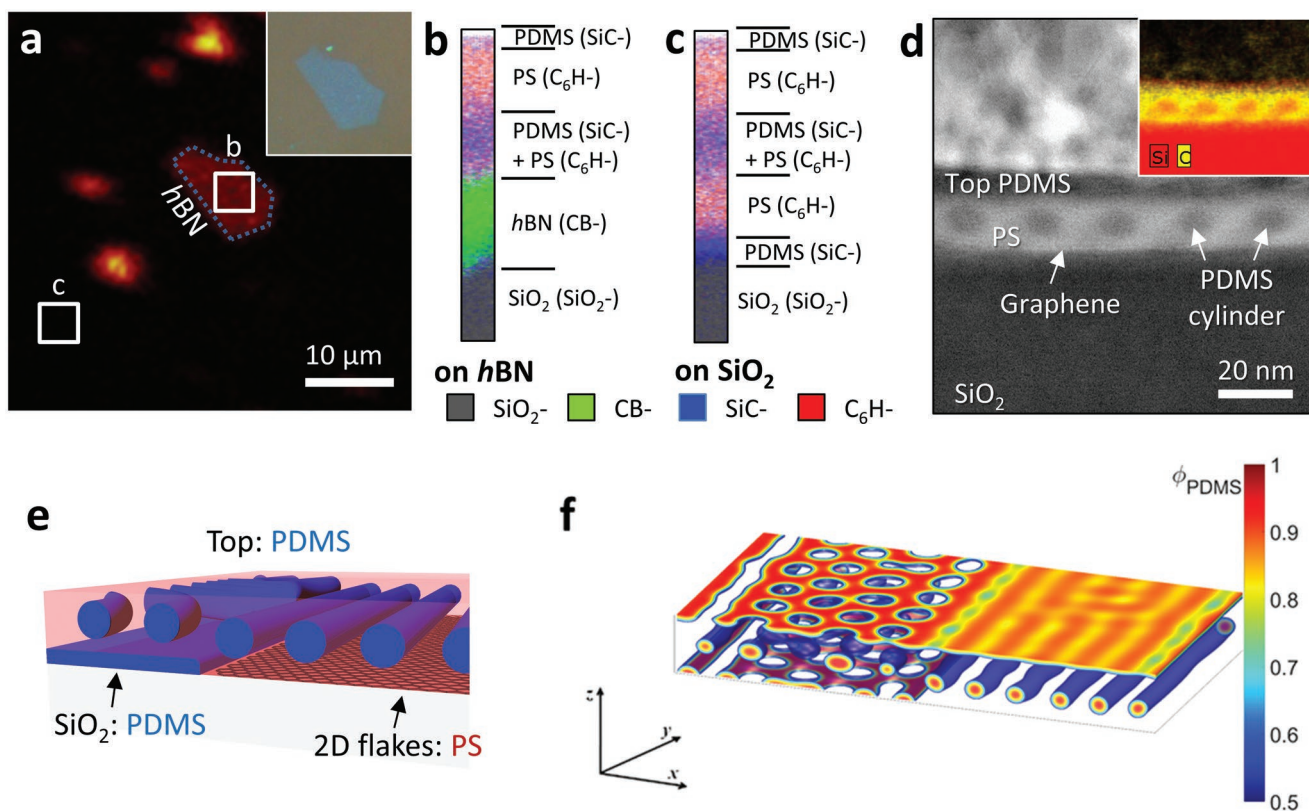 a
b
hBN
c
10 µm
b
PDMS (SiC-)
PS (C₆H-)
PDMS (SiC-)
+ PS (C₆H-)
hBN (CB-)
SiO₂ (SiO₂-)
on hBN
c
PDMS (SiC-)
PS (C₆H-)
PDMS (SiC-)
+ PS (C₆H-)
PS (C₆H-)
PDMS (SiC-)
SiO₂ (SiO₂-)
on SiO₂
SiO₂- CB- SiC- C₆H-
d
Si C
Top PDMS
PS
Graphene
PDMS
cylinder
20 nm
SiO₂
e
Top: PDMS
SiO₂: PDMS
2D flakes: PS
f
ϕPDMS
1
0.9
0.8
0.7
0.6
0.5
z
y
x